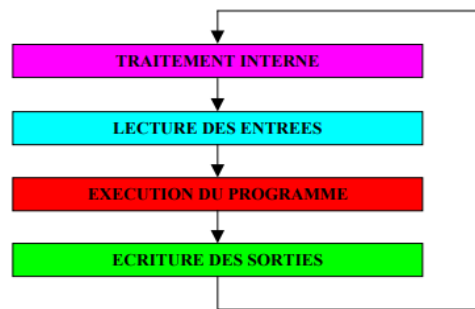 TRAITEMENT INTERNE
LECTURE DES ENTREES
EXECUTION DU PROGRAMME
ECRITURE DES SORTIES